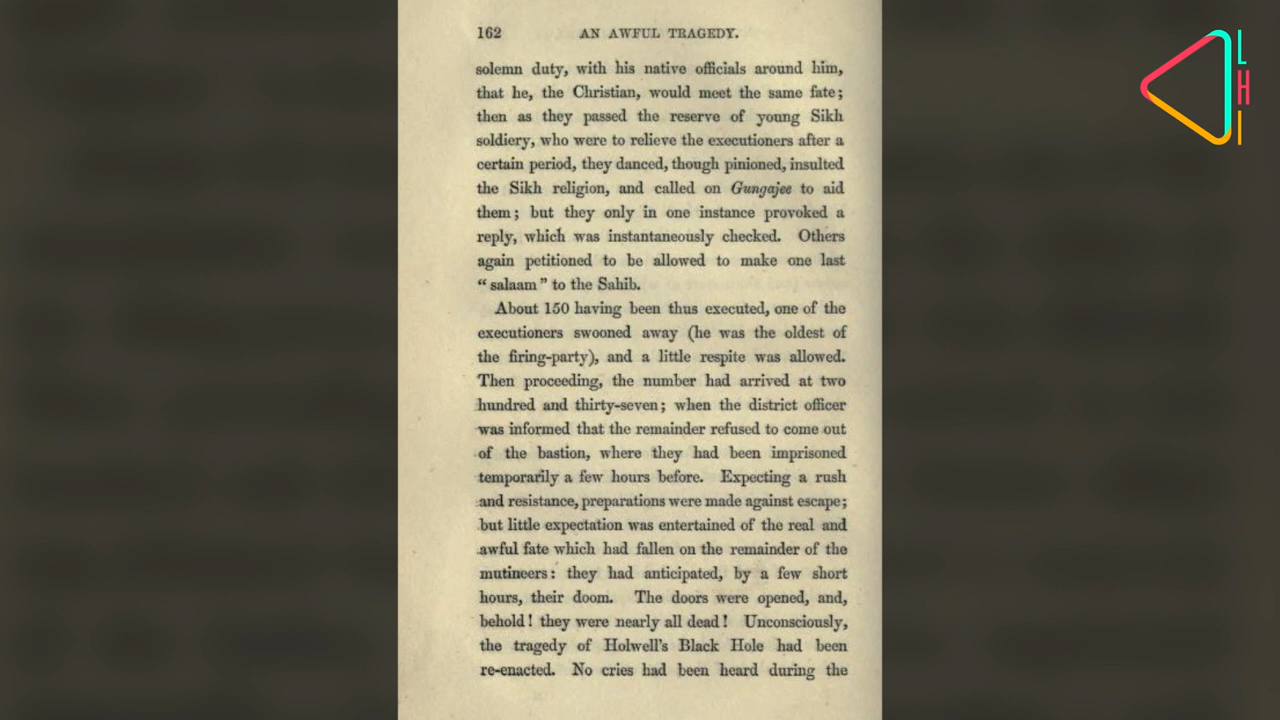 162 AN AWFUL TRAGEDY.
solemn duty, with his native officials around him,
that he, the Christian, would meet the same fate;
then as they passed the reserve of young Sikh
soldiery, who were to relieve the executioners after a
certain period, they danced, though pinioned, insulted
the Sikh religion, and called on Gungajee to aid
them; but they only in one instance provoked a
reply, which was instantaneously checked. Others
again petitioned to be allowed to make one last
“salaam” to the Sahib.
About 150 having been thus executed, one of the
executioners swooned away (he was the oldest of
the firing-party), and a little respite was allowed.
Then proceeding, the number had arrived at two
hundred and thirty-seven; when the district officer
was informed that the remainder refused to come out
of the bastion, where they had been imprisoned
temporarily a few hours before. Expecting a rush
and resistance, preparations were made against escape;
but little expectation was entertained of the real and
awful fate which had fallen on the remainder of the
mutineers: they had anticipated, by a few short
hours, their doom. The doors were opened, and,
behold! they were nearly all dead! Unconsciously,
the tragedy of Holwell's Black Hole had been
re-enacted. No cries had been heard during the
LHI